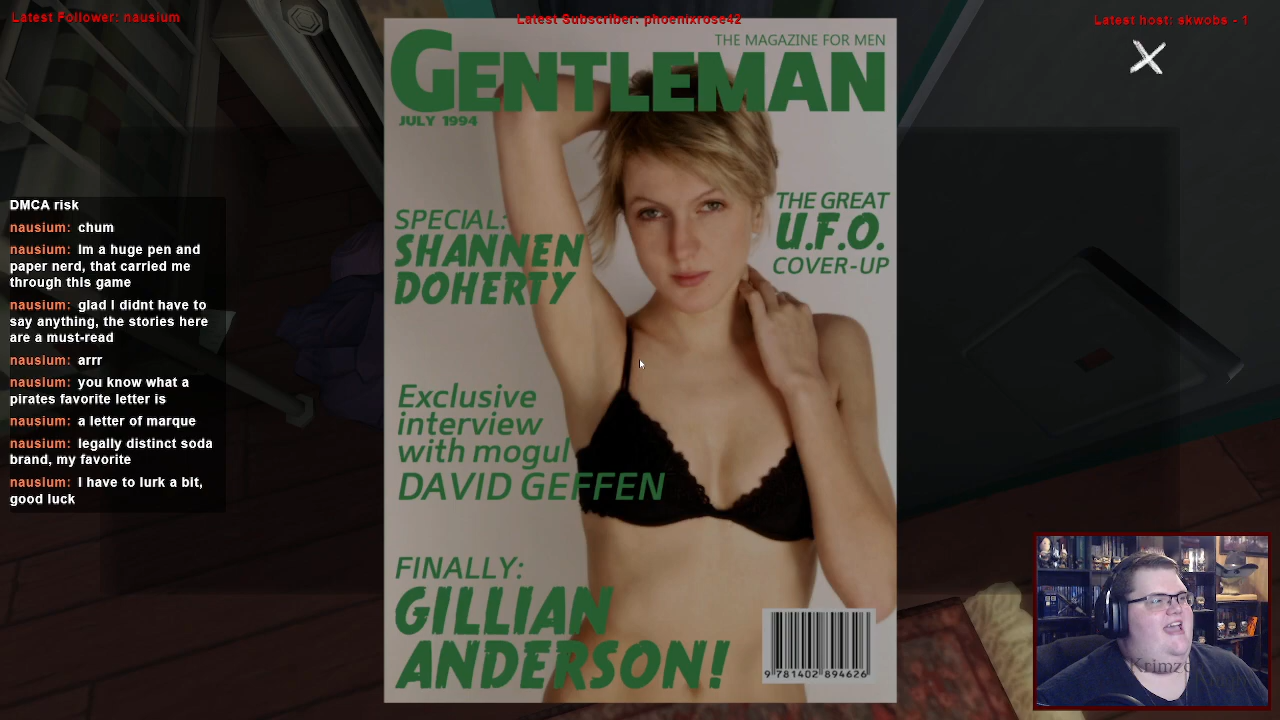 Latest Follower: nausium
Latest Subscriber: phoenixrose42
Latest host: skwobs - 1
THE MAGAZINE FOR MEN
GENTLEMAN
JULY 1994
SPECIAL:
SHANNEN
DOHERTY
THE GREAT
U.F.O.
COVER-UP
Exclusive
interview
with mogul
DAVID GEFFEN
FINALLY:
GILLIAN
ANDERSON!
9 781402 894626
DMCA risk
nausium: chum
nausium: Im a huge pen and
paper nerd, that carried me
through this game
nausium: glad I didnt have to
say anything, the stories here
are a must-read
nausium: arrr
nausium: you know what a
pirates favorite letter is
nausium: a letter of marque
nausium: legally distinct soda
brand, my favorite
nausium: I have to lurk a bit,
good luck